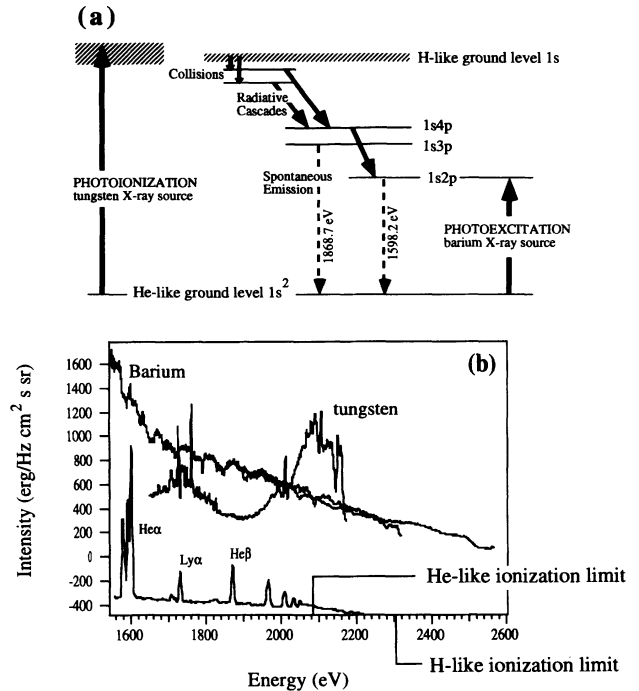 (a)
H-like ground level 1s
Collisions
Radiative
Cascades
1s4p
1s3p
Spontaneous
Emission
1s2p
PHOTOIONIZATION
tungsten X-ray source
1868.7 eV
1598.2 eV
PHOTOEXCITATION
barium X-ray source
He-like ground level 1s²
(b)
Barium
tungsten
Heα
Lyα
Heβ
He-like ionization limit
H-like ionization limit
Intensity (erg/Hz cm² s sr)
1600
1400
1200
1000
800
600
400
200
0
-200
-400
1600 1800 2000 2200 2400 2600
Energy (eV)